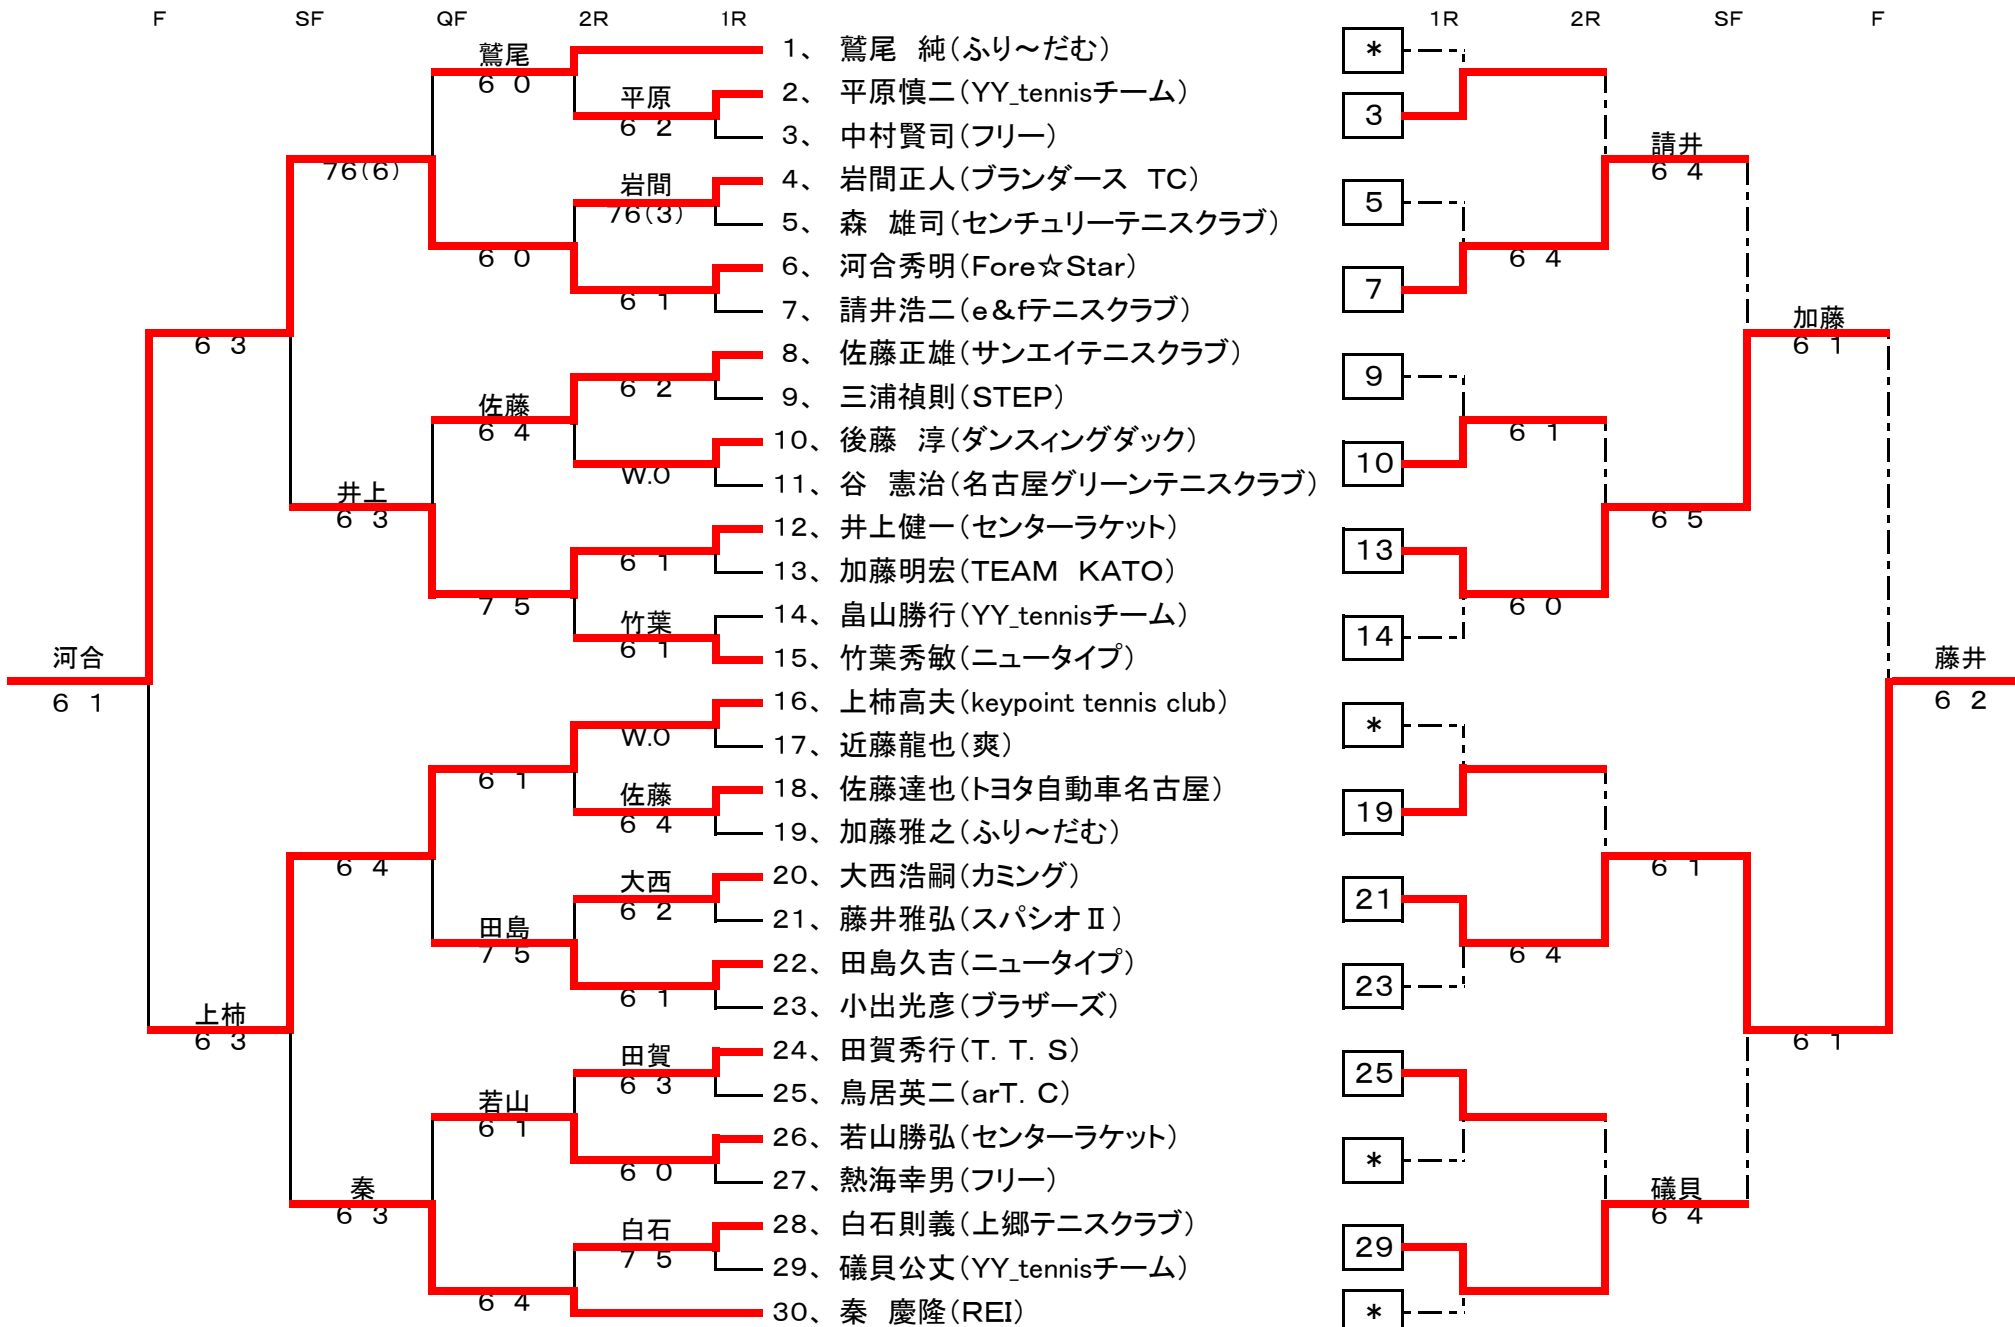 F SF QF 2R 1R 1R 2R SF F
1、 鷲尾 純(ふり～だむ) *
鷲尾
6 0
2、 平原慎二(YY_tennisチーム)
平原
3
6 2
3、 中村賢司(フリー)
請井
76(6) 6 4
4、 岩間正人(ブランダース TC)
岩間
5
76(3)
5、 森 雄司(センチュリーテニスクラブ)
6 0 6 4
6、 河合秀明(Fore☆Star)
7
6 1
7、 請井浩二(e&fテニスクラブ)
加藤
6 3 6 1
8、 佐藤正雄(サンエイテニスクラブ)
9
6 2
9、 三浦禎則(STEP)
佐藤
6 4 6 1
10、 後藤 淳(ダンスィングダック)
10
W.O
11、 谷 憲治(名古屋グリーンテニスクラブ)
井上
6 3 6 5
12、 井上健一(センターラケット)
13
6 1
13、 加藤明宏(TEAM KATO)
7 5 6 0
14、 畠山勝行(YY_tennisチーム)
竹葉
14
6 1
15、 竹葉秀敏(ニュータイプ)
河合 藤井
6 1 6 2
16、 上柿高夫(keypoint tennis club)
*
W.O
17、 近藤龍也(爽)
6 1
18、 佐藤達也(トヨタ自動車名古屋)
佐藤
19
6 4
19、 加藤雅之(ふり～だむ)
6 4 6 1
20、 大西浩嗣(カミング)
大西
21
6 2
21、 藤井雅弘(スパシオⅡ)
田島
7 5 6 4
22、 田島久吉(ニュータイプ)
23
6 1
23、 小出光彦(ブラザーズ)
上柿
6 3 6 1
24、 田賀秀行(T．T．S)
田賀
25
6 3
25、 鳥居英二(arT．C)
若山
6 1
26、 若山勝弘(センターラケット)
*
6 0
27、 熱海幸男(フリー)
秦 礒貝
6 3 6 4
28、 白石則義(上郷テニスクラブ)
白石
29
7 5
29、 礒貝公丈(YY_tennisチーム)
6 4
30、 秦 慶隆(REI) *